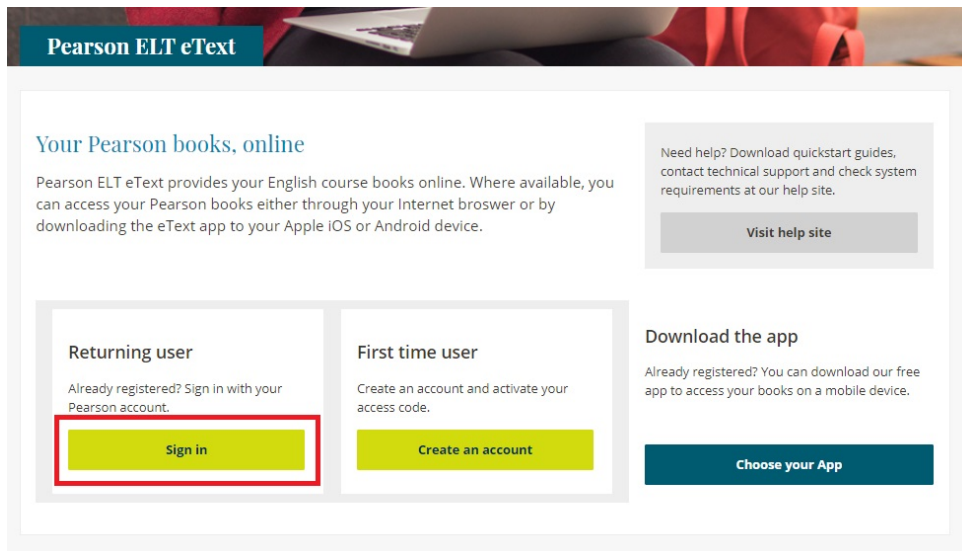 Pearson ELT eText
Your Pearson books, online
Pearson ELT eText provides your English course books online. Where available, you
can access your Pearson books either through your Internet broswer or by
downloading the eText app to your Apple iOS or Android device.
Need help? Download quickstart guides,
contact technical support and check system
requirements at our help site.
Visit help site
Returning user
Already registered? Sign in with your
Pearson account.
Sign in
First time user
Create an account and activate your
access code.
Create an account
Download the app
Already registered? You can download our free
app to access your books on a mobile device.
Choose your App